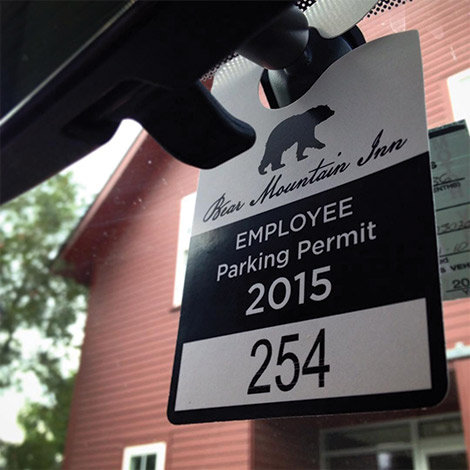 Bear Mountain Inn
EMPLOYEE
Parking Permit
2015
254